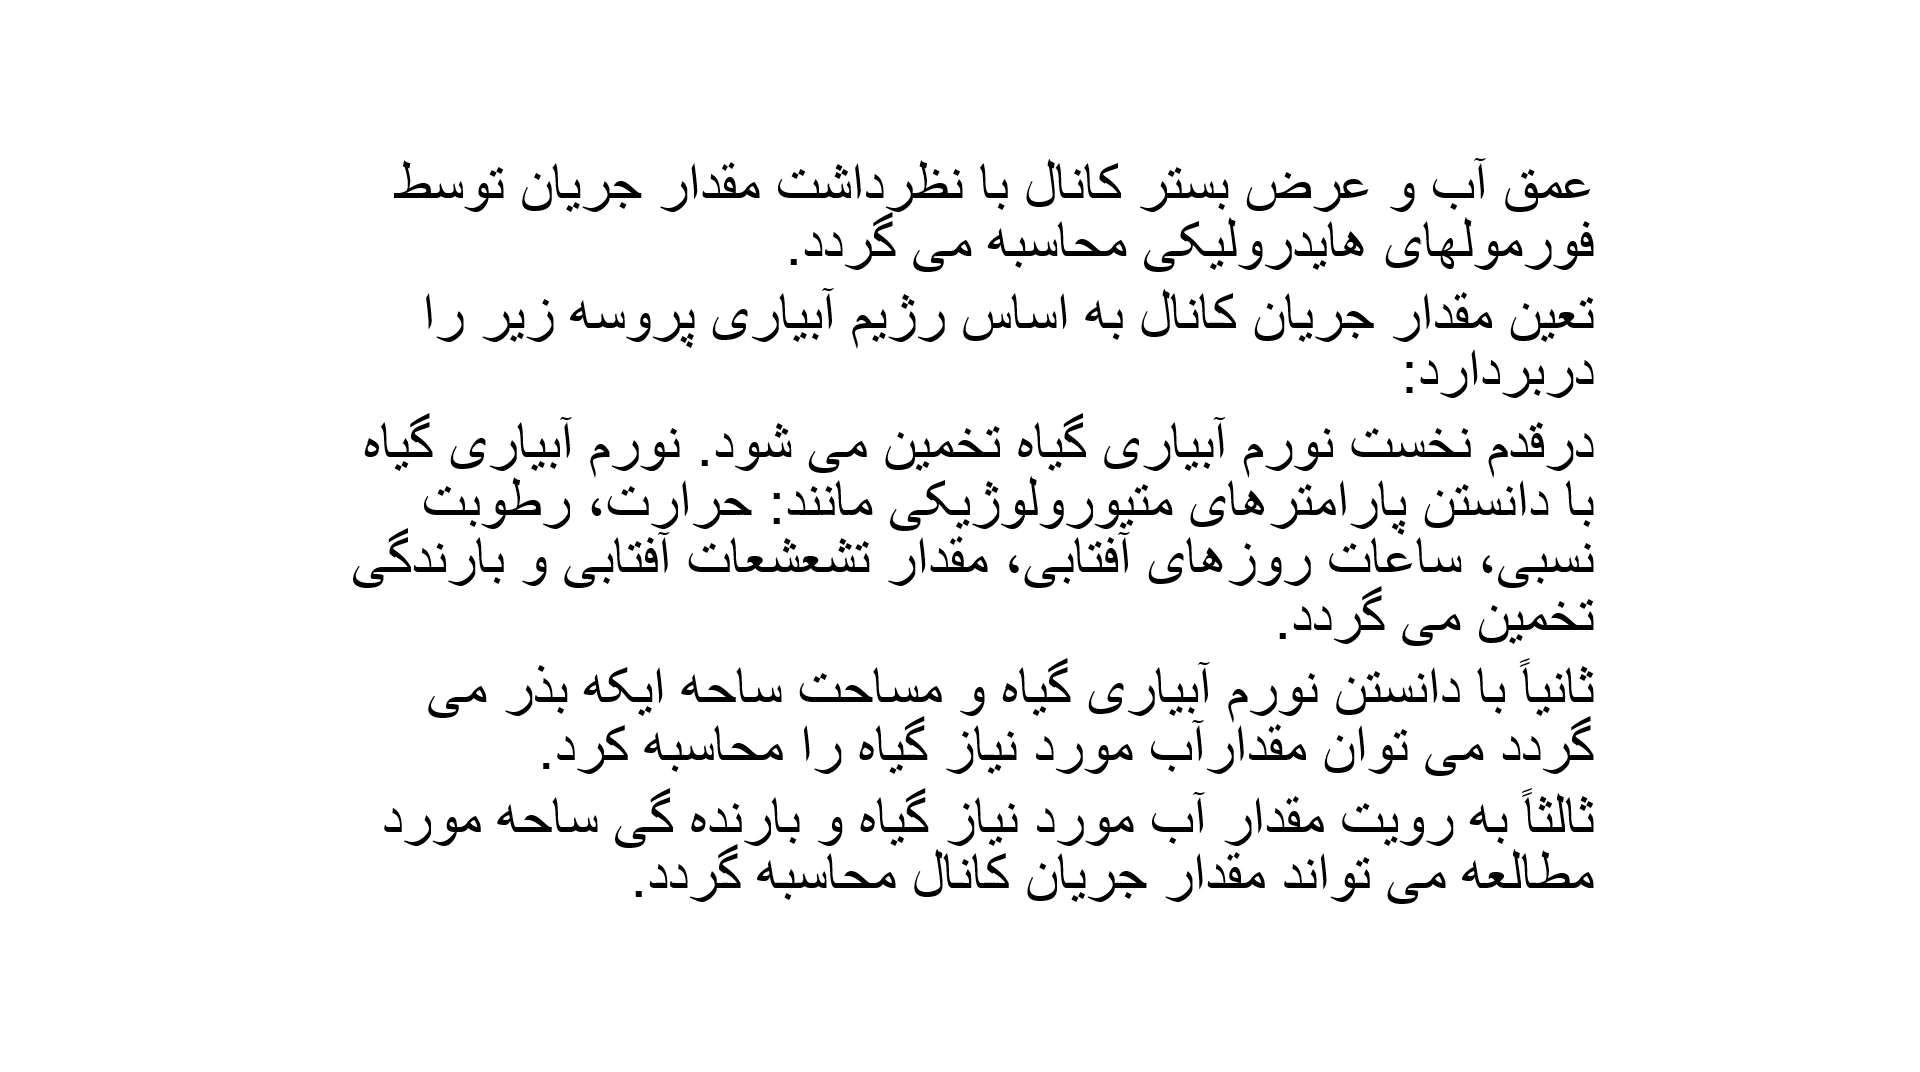 عمق آب و عرض بستر کانال با نظرداشت مقدار جریان توسط
فورمولهای هایدرولیکی محاسبه می گردد.
تعین مقدار جریان کانال به اساس رژیم آبیاری پروسه زیر را
دربردارد:
درقدم نخست نورم آبیاری گیاه تخمین می شود. نورم آبیاری گیاه
با دانستن پارامترهای متیورولوژیکی مانند: حرارت، رطوبت
نسبی، ساعات روزهای آفتابی، مقدار تشعشعات آفتابی و بارندگی
تخمین می گردد.
ثانیاً با دانستن نورم آبیاری گیاه و مساحت ساحه ایکه بذر می
گردد می توان مقدارآب مورد نیاز گیاه را محاسبه کرد.
ثالثاً به رویت مقدار آب مورد نیاز گیاه و بارنده گی ساحه مورد
مطالعه می تواند مقدار جریان کانال محاسبه گردد.